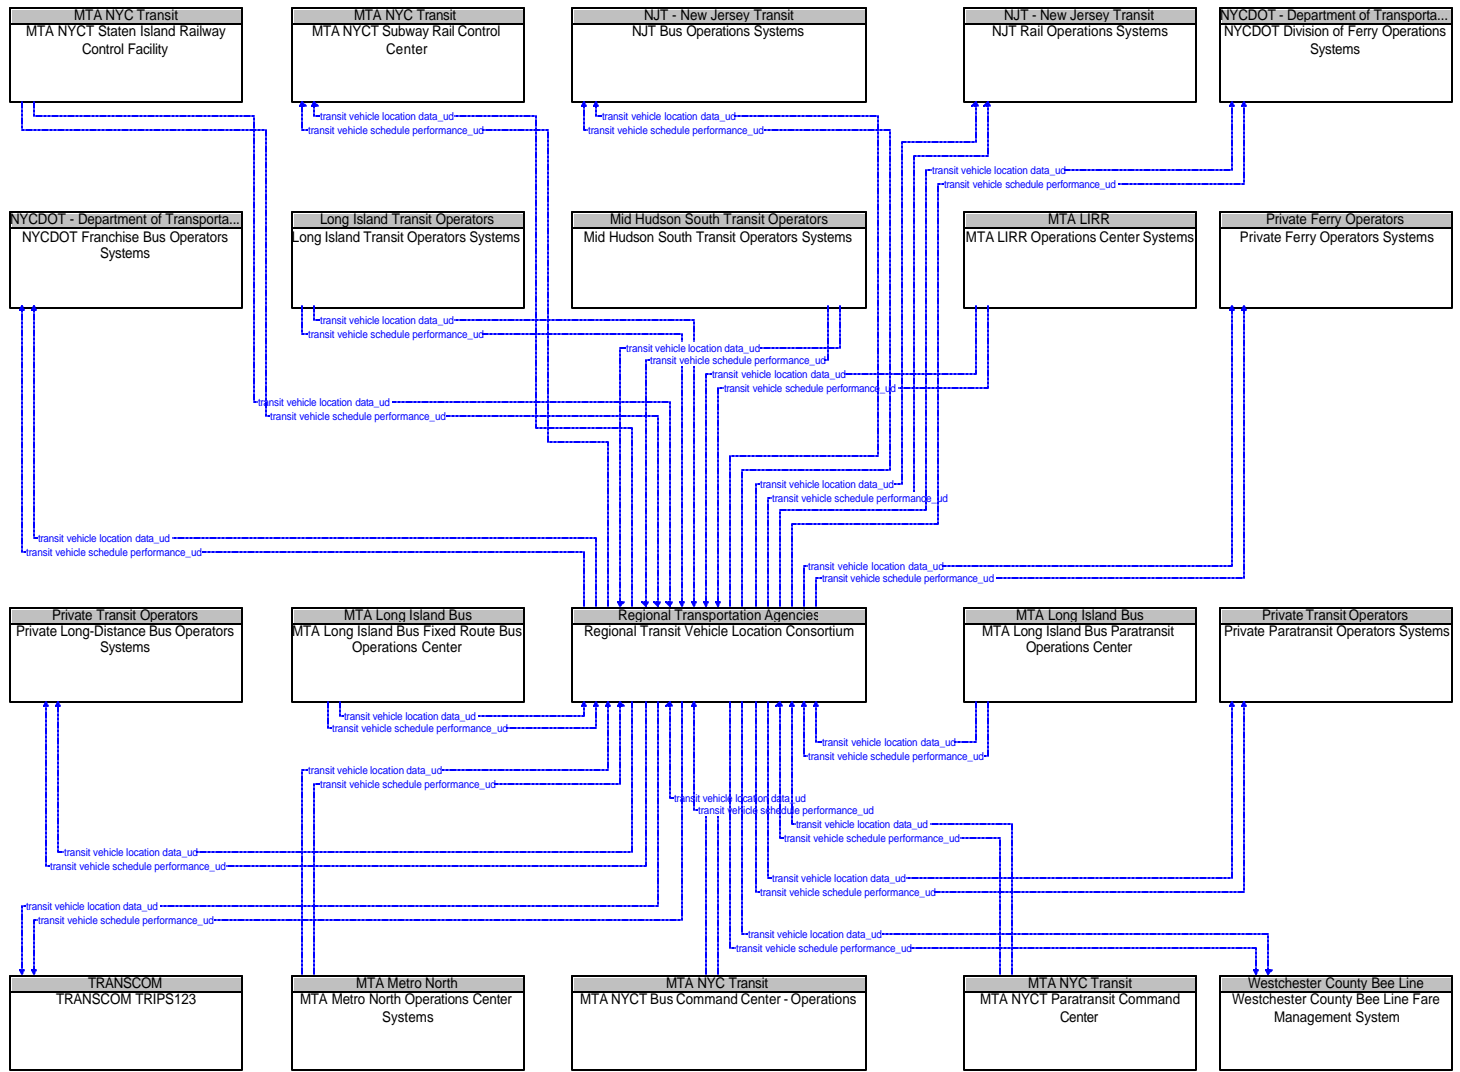 MTA NYC Transit
MTA NYCT Staten Island Railway
Control Facility
MTA NYC Transit
MTA NYCT Subway Rail Control
Center
NJT - New Jersey Transit
NJT Bus Operations Systems
NJT - New Jersey Transit
NJT Rail Operations Systems
NYCDOT - Department of Transporta...
NYCDOT Division of Ferry Operations
Systems
transit vehicle location data_ud
transit vehicle schedule performance_ud
transit vehicle location data_ud
transit vehicle schedule performance_ud
transit vehicle location data_ud
transit vehicle schedule performance_ud
NYCDOT - Department of Transporta...
NYCDOT Franchise Bus Operators
Systems
Long Island Transit Operators
Long Island Transit Operators Systems
Mid Hudson South Transit Operators
Mid Hudson South Transit Operators Systems
MTA LIRR
MTA LIRR Operations Center Systems
Private Ferry Operators
Private Ferry Operators Systems
transit vehicle location data_ud
transit vehicle schedule performance_ud
transit vehicle location data_ud
transit vehicle schedule performance_ud
transit vehicle location data_ud
transit vehicle schedule performance_ud
transit vehicle location data_ud
transit vehicle schedule performance_ud
transit vehicle location data_ud
transit vehicle schedule performance_ud
transit vehicle location data_ud
transit vehicle schedule performance_ud
transit vehicle location data_ud
transit vehicle schedule performance_ud
Private Transit Operators
Private Long-Distance Bus Operators
Systems
MTA Long Island Bus
MTA Long Island Bus Fixed Route Bus
Operations Center
Regional Transportation Agencies
Regional Transit Vehicle Location Consortium
MTA Long Island Bus
MTA Long Island Bus Paratransit
Operations Center
Private Transit Operators
Private Paratransit Operators Systems
transit vehicle location data_ud
transit vehicle schedule performance_ud
transit vehicle location data_ud
transit vehicle schedule performance_ud
transit vehicle location data_ud
transit vehicle schedule performance_ud
transit vehicle location data_ud
transit vehicle schedule performance_ud
transit vehicle location data_ud
transit vehicle schedule performance_ud
transit vehicle location data_ud
transit vehicle schedule performance_ud
transit vehicle location data_ud
transit vehicle schedule performance_ud
transit vehicle location data_ud
transit vehicle schedule performance_ud
transit vehicle location data_ud
transit vehicle schedule performance_ud
TRANSCOM
TRANSCOM TRIPS123
MTA Metro North
MTA Metro North Operations Center
Systems
MTA NYC Transit
MTA NYCT Bus Command Center - Operations
MTA NYC Transit
MTA NYCT Paratransit Command
Center
Westchester County Bee Line
Westchester County Bee Line Fare
Management System